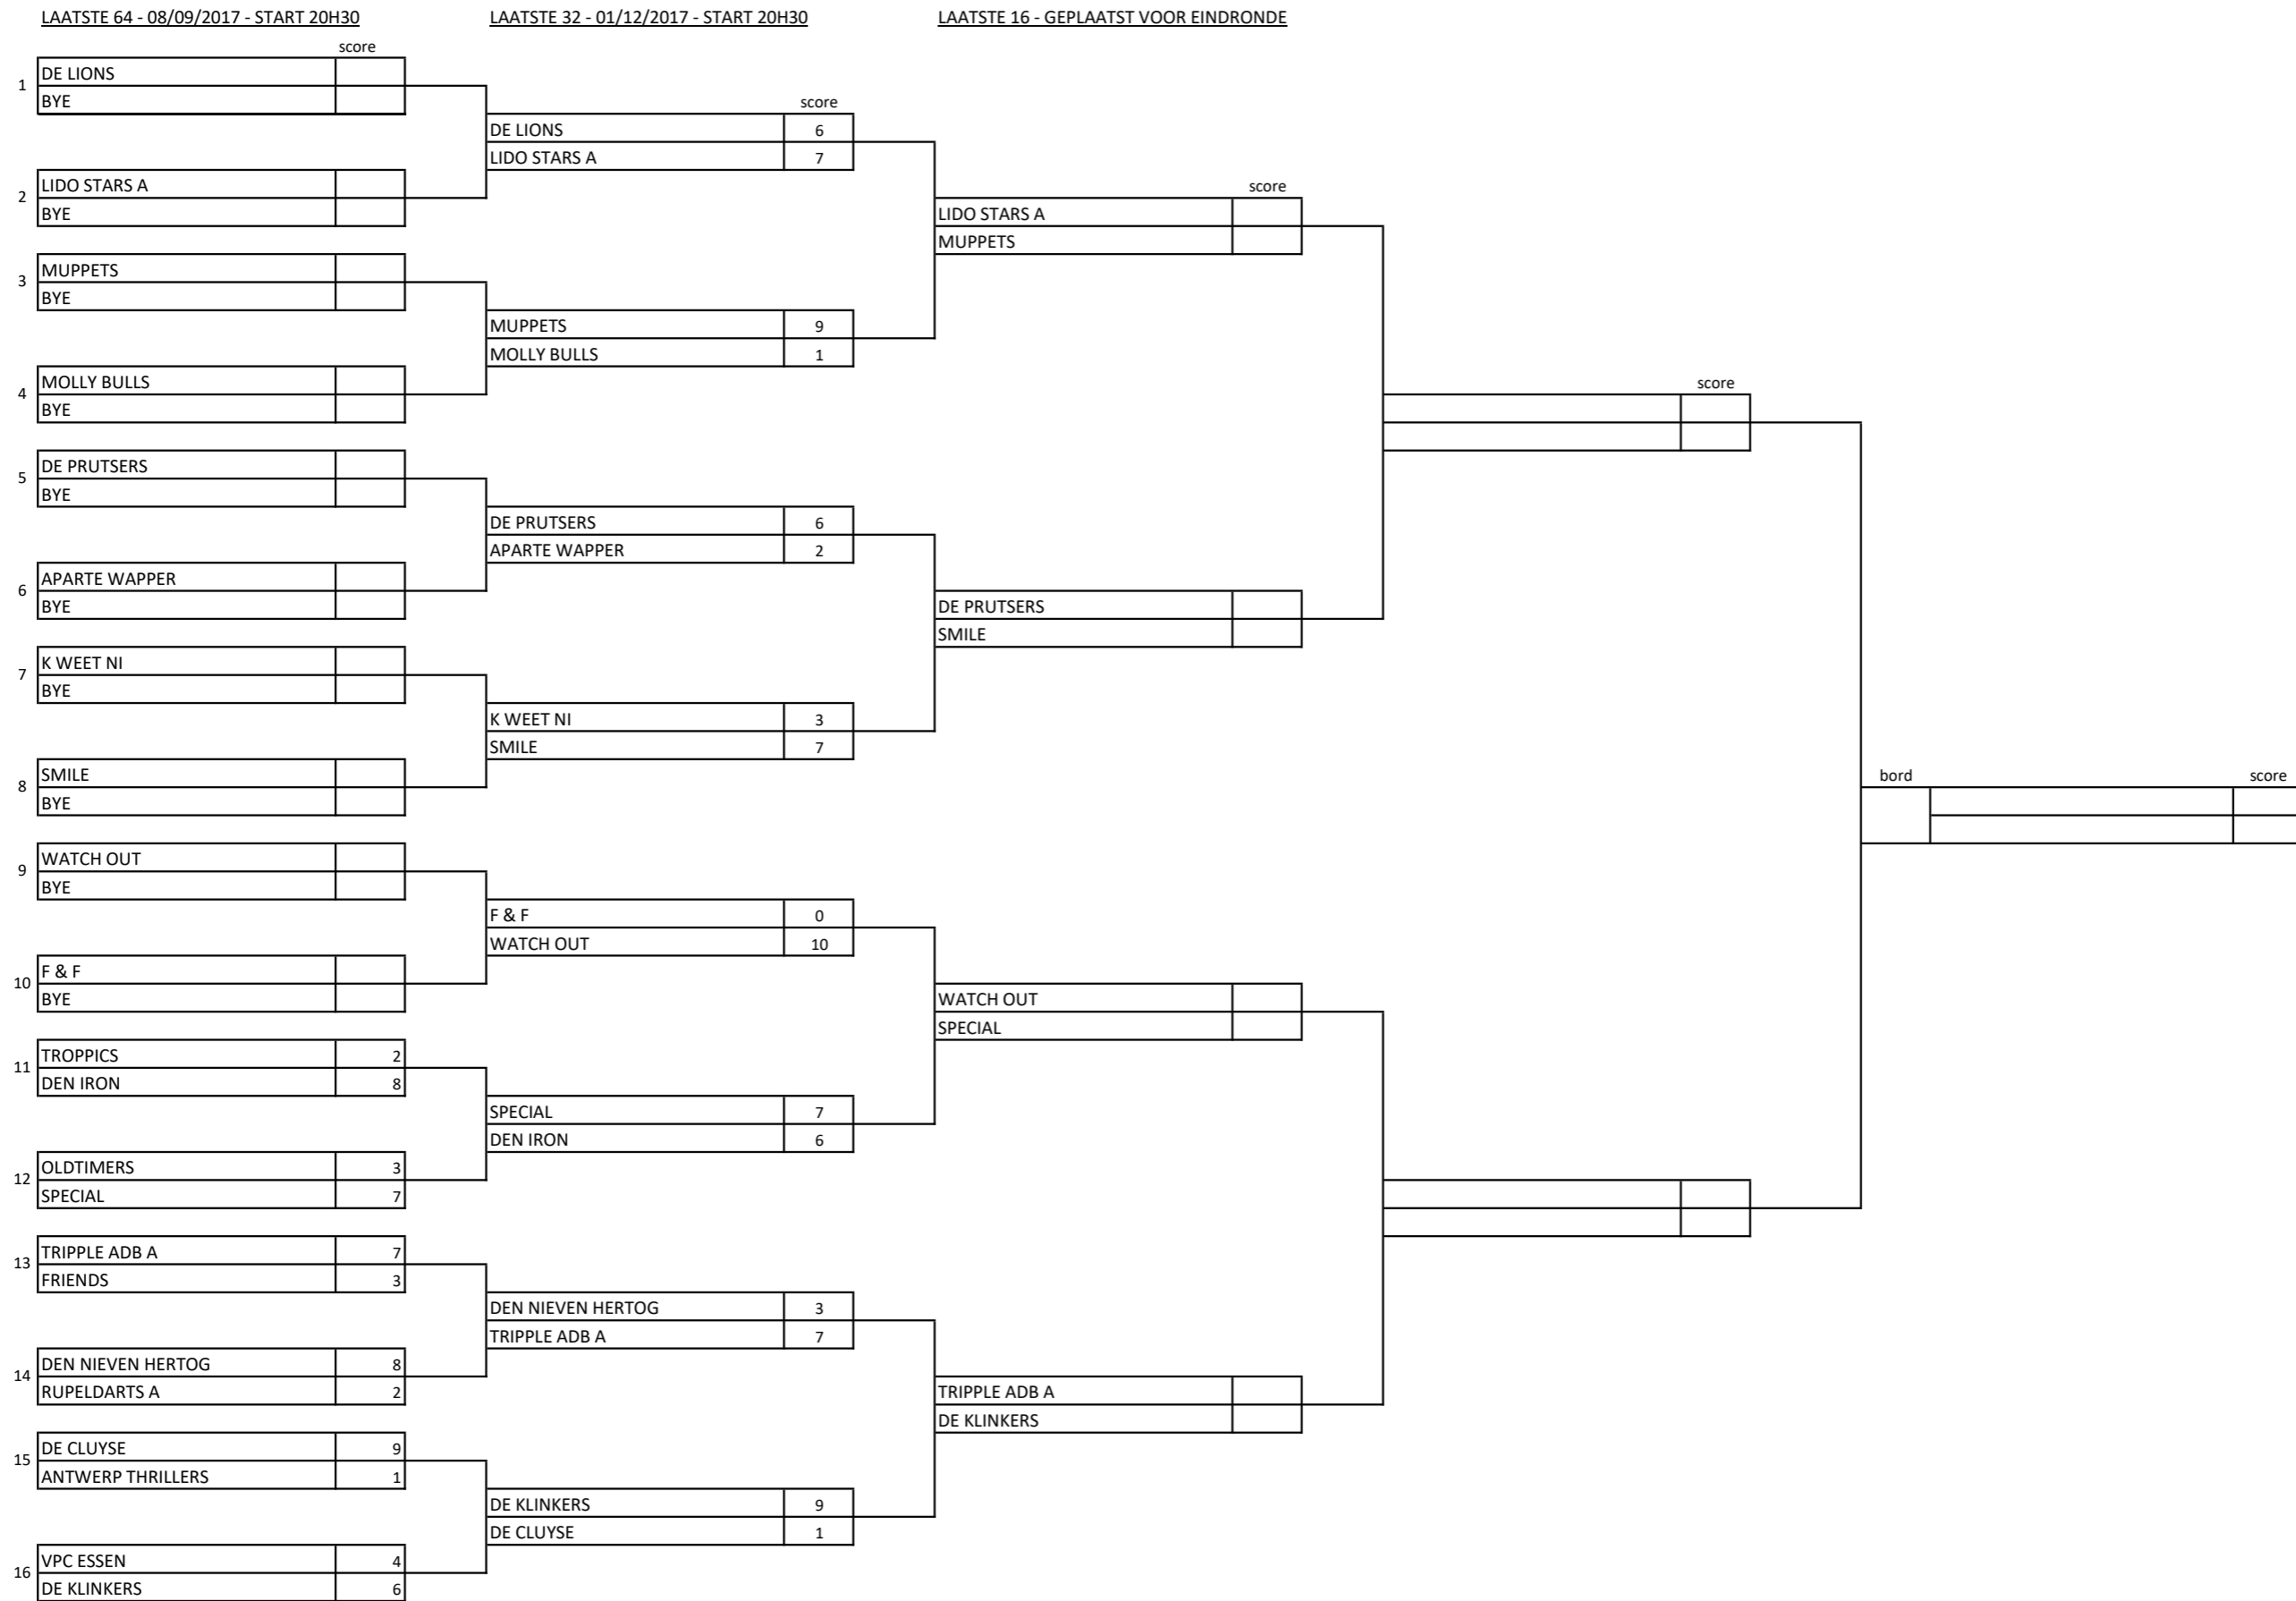 LAATSTE 64 - 08/09/2017 - START 20H30
LAATSTE 32 - 01/12/2017 - START 20H30
LAATSTE 16 - GEPLAATST VOOR EINDRONDE
score
1
DE LIONS
BYE
2
LIDO STARS A
BYE
3
MUPPETS
BYE
4
MOLLY BULLS
BYE
5
DE PRUTSERS
BYE
6
APARTE WAPPER
BYE
7
K WEET NI
BYE
8
SMILE
BYE
9
WATCH OUT
BYE
10
F & F
BYE
11
TROPPICS 2
DEN IRON 8
12
OLDTIMERS 3
SPECIAL 7
13
TRIPPLE ADB A 7
FRIENDS 3
14
DEN NIEVEN HERTOG 8
RUPELDARTS A 2
15
DE CLUYSE 9
ANTWERP THRILLERS 1
16
VPC ESSEN 4
DE KLINKERS 6
score
DE LIONS 6
LIDO STARS A 7
MUPPETS 9
MOLLY BULLS 1
DE PRUTSERS 6
APARTE WAPPER 2
K WEET NI 3
SMILE 7
F & F 0
WATCH OUT 10
SPECIAL 7
DEN IRON 6
DEN NIEVEN HERTOG 3
TRIPPLE ADB A 7
DE KLINKERS 9
DE CLUYSE 1
score
LIDO STARS A
MUPPETS
DE PRUTSERS
SMILE
WATCH OUT
SPECIAL
TRIPPLE ADB A
DE KLINKERS
score
bord score